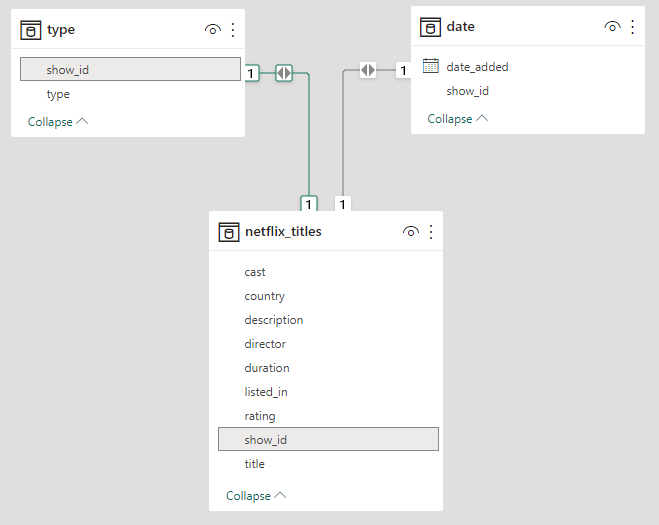 type
show_id
type
Collapse
date
date_added
show_id
Collapse
1
1
1
1
netflix_titles
cast
country
description
director
duration
listed_in
rating
show_id
title
Collapse